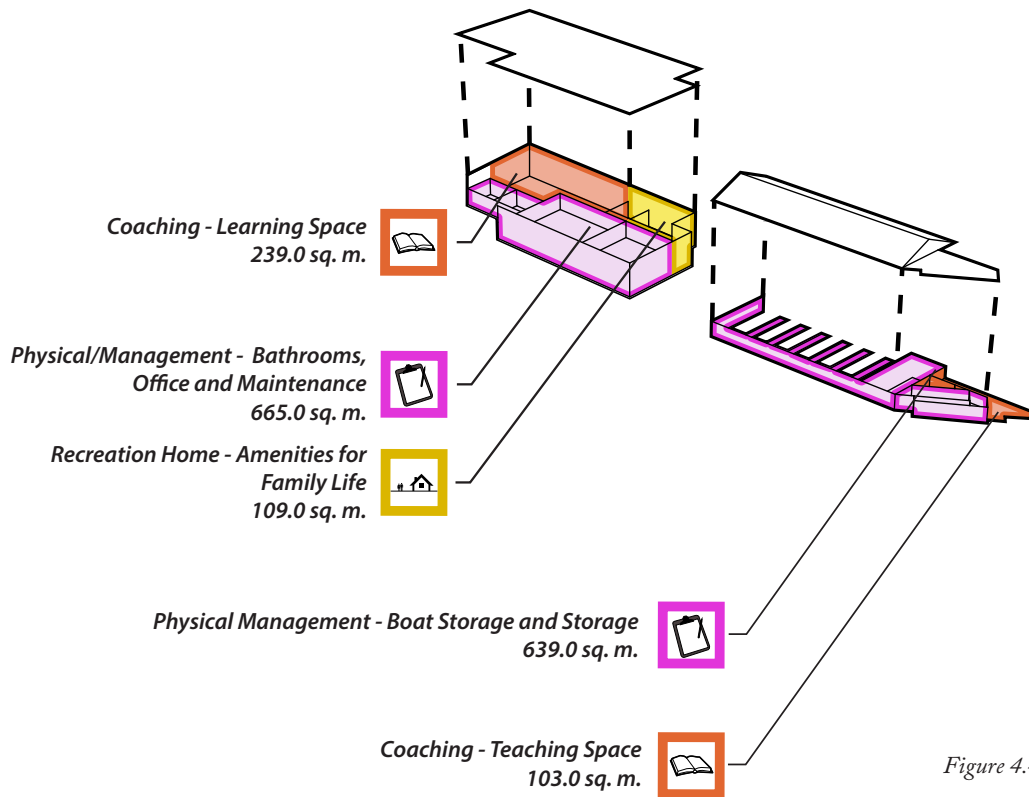 Coaching - Learning Space
239.0 sq. m.
Physical/Management - Bathrooms,
Office and Maintenance
665.0 sq. m.
Recreation Home - Amenities for
Family Life
109.0 sq. m.
Physical Management - Boat Storage and Storage
639.0 sq. m.
Coaching - Teaching Space
103.0 sq. m.
Figure 4.